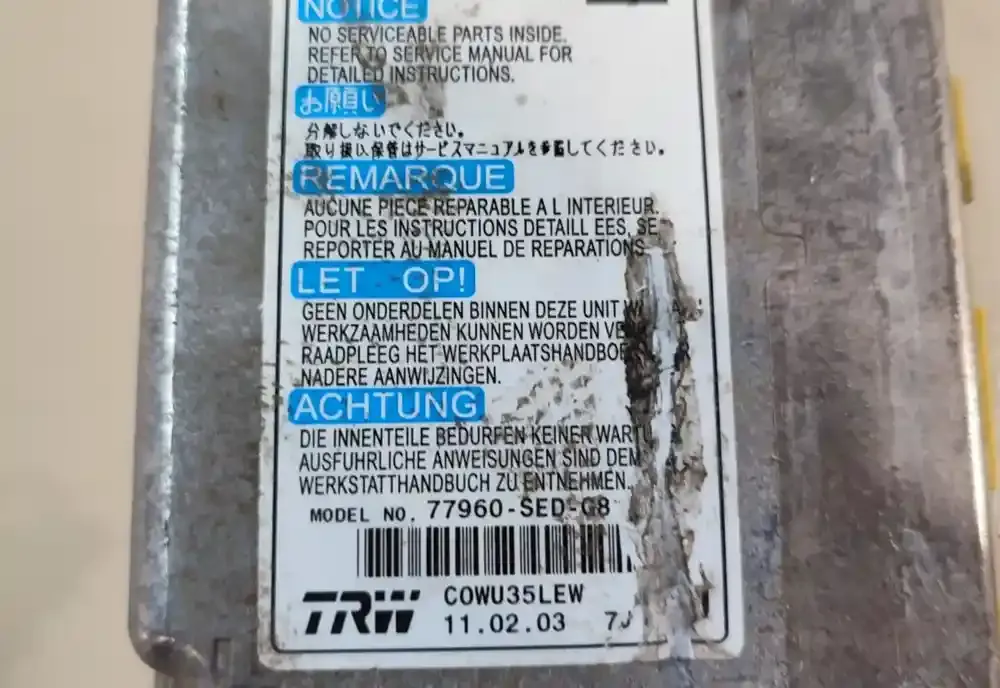 NOTICE
NO SERVICEABLE PARTS INSIDE.
REFER TO SERVICE MANUAL FOR
DETAILED INSTRUCTIONS.
お願い
分解しないでください。
取り扱い保管はサービスマニュアルを参照してください。
REMARQUE
AUCUNE PIECE REPARABLE A L INTERIEUR.
POUR LES INSTRUCTIONS DETAILL EES, SE
REPORTER AU MANUEL DE REPARATIONS
LET OP!
GEEN ONDERDELEN BINNEN DEZE UNIT
WERKZAAMHEDEN KUNNEN WORDEN
RAADPLEEG HET
NADERE AANWIJZINGEN.
ACHTUNG
DIE INNENTEILE BEDURFEN KEINER
AUSFUHRLICHE ANWEISUNGEN SIND DEM
WERKSTATTHANDBUCH ZU ENTNEHMEN.
MODEL NO. 77960-SED-G8
TRW COWU35LEW
11.02.03